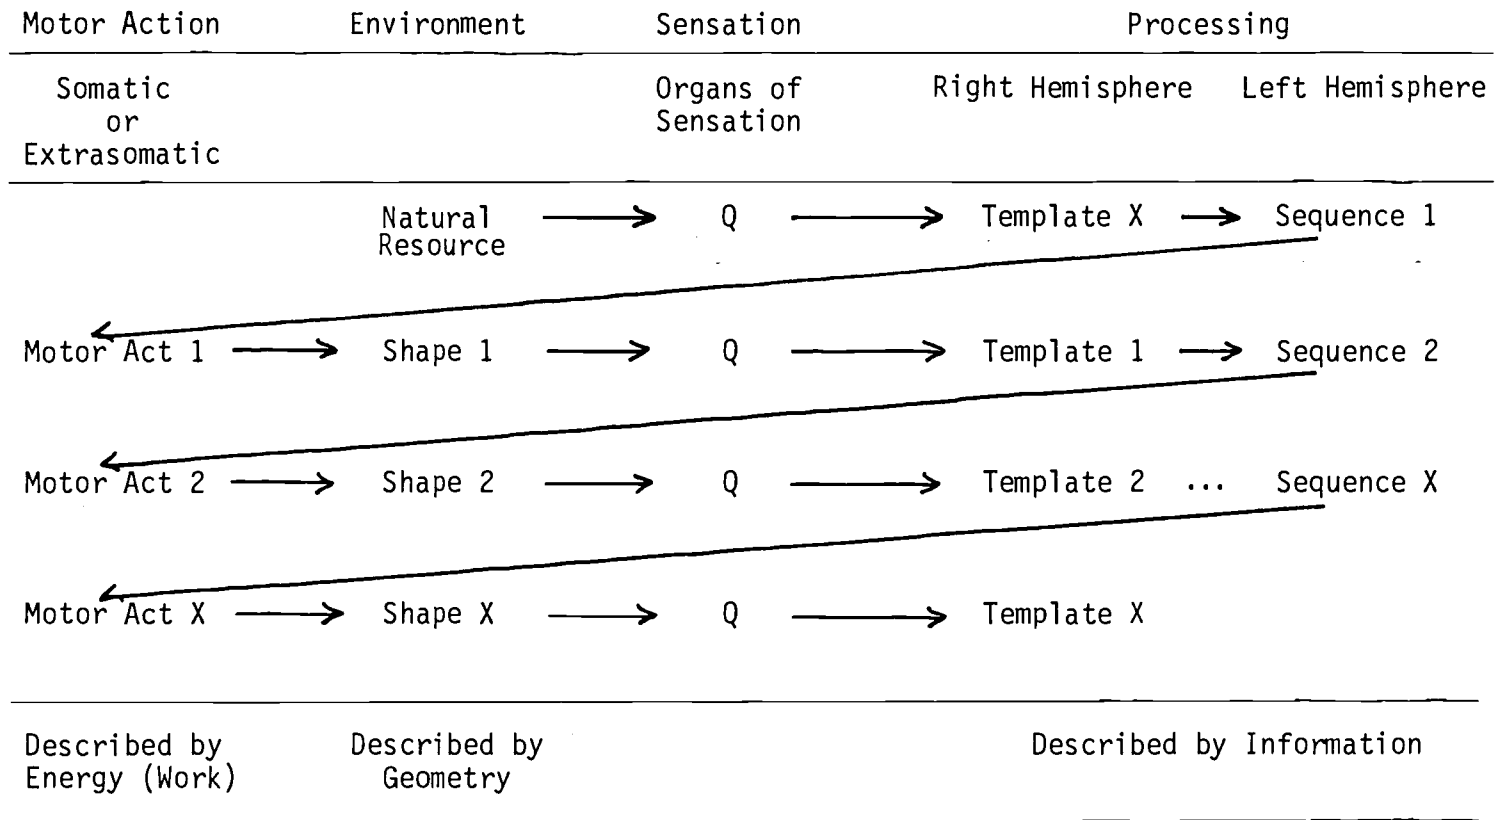 Motor Action Environment Sensation Processing
Somatic Organs of Right Hemisphere Left Hemisphere
or Sensation
Extrasomatic
Natural Q Template X Sequence 1
Resource
Motor Act 1 Shape 1 Q Template 1 Sequence 2
Motor Act 2 Shape 2 Q Template 2 ... Sequence X
Motor Act X Shape X Q Template X
Described by Described by Described by Information
Energy (Work) Geometry